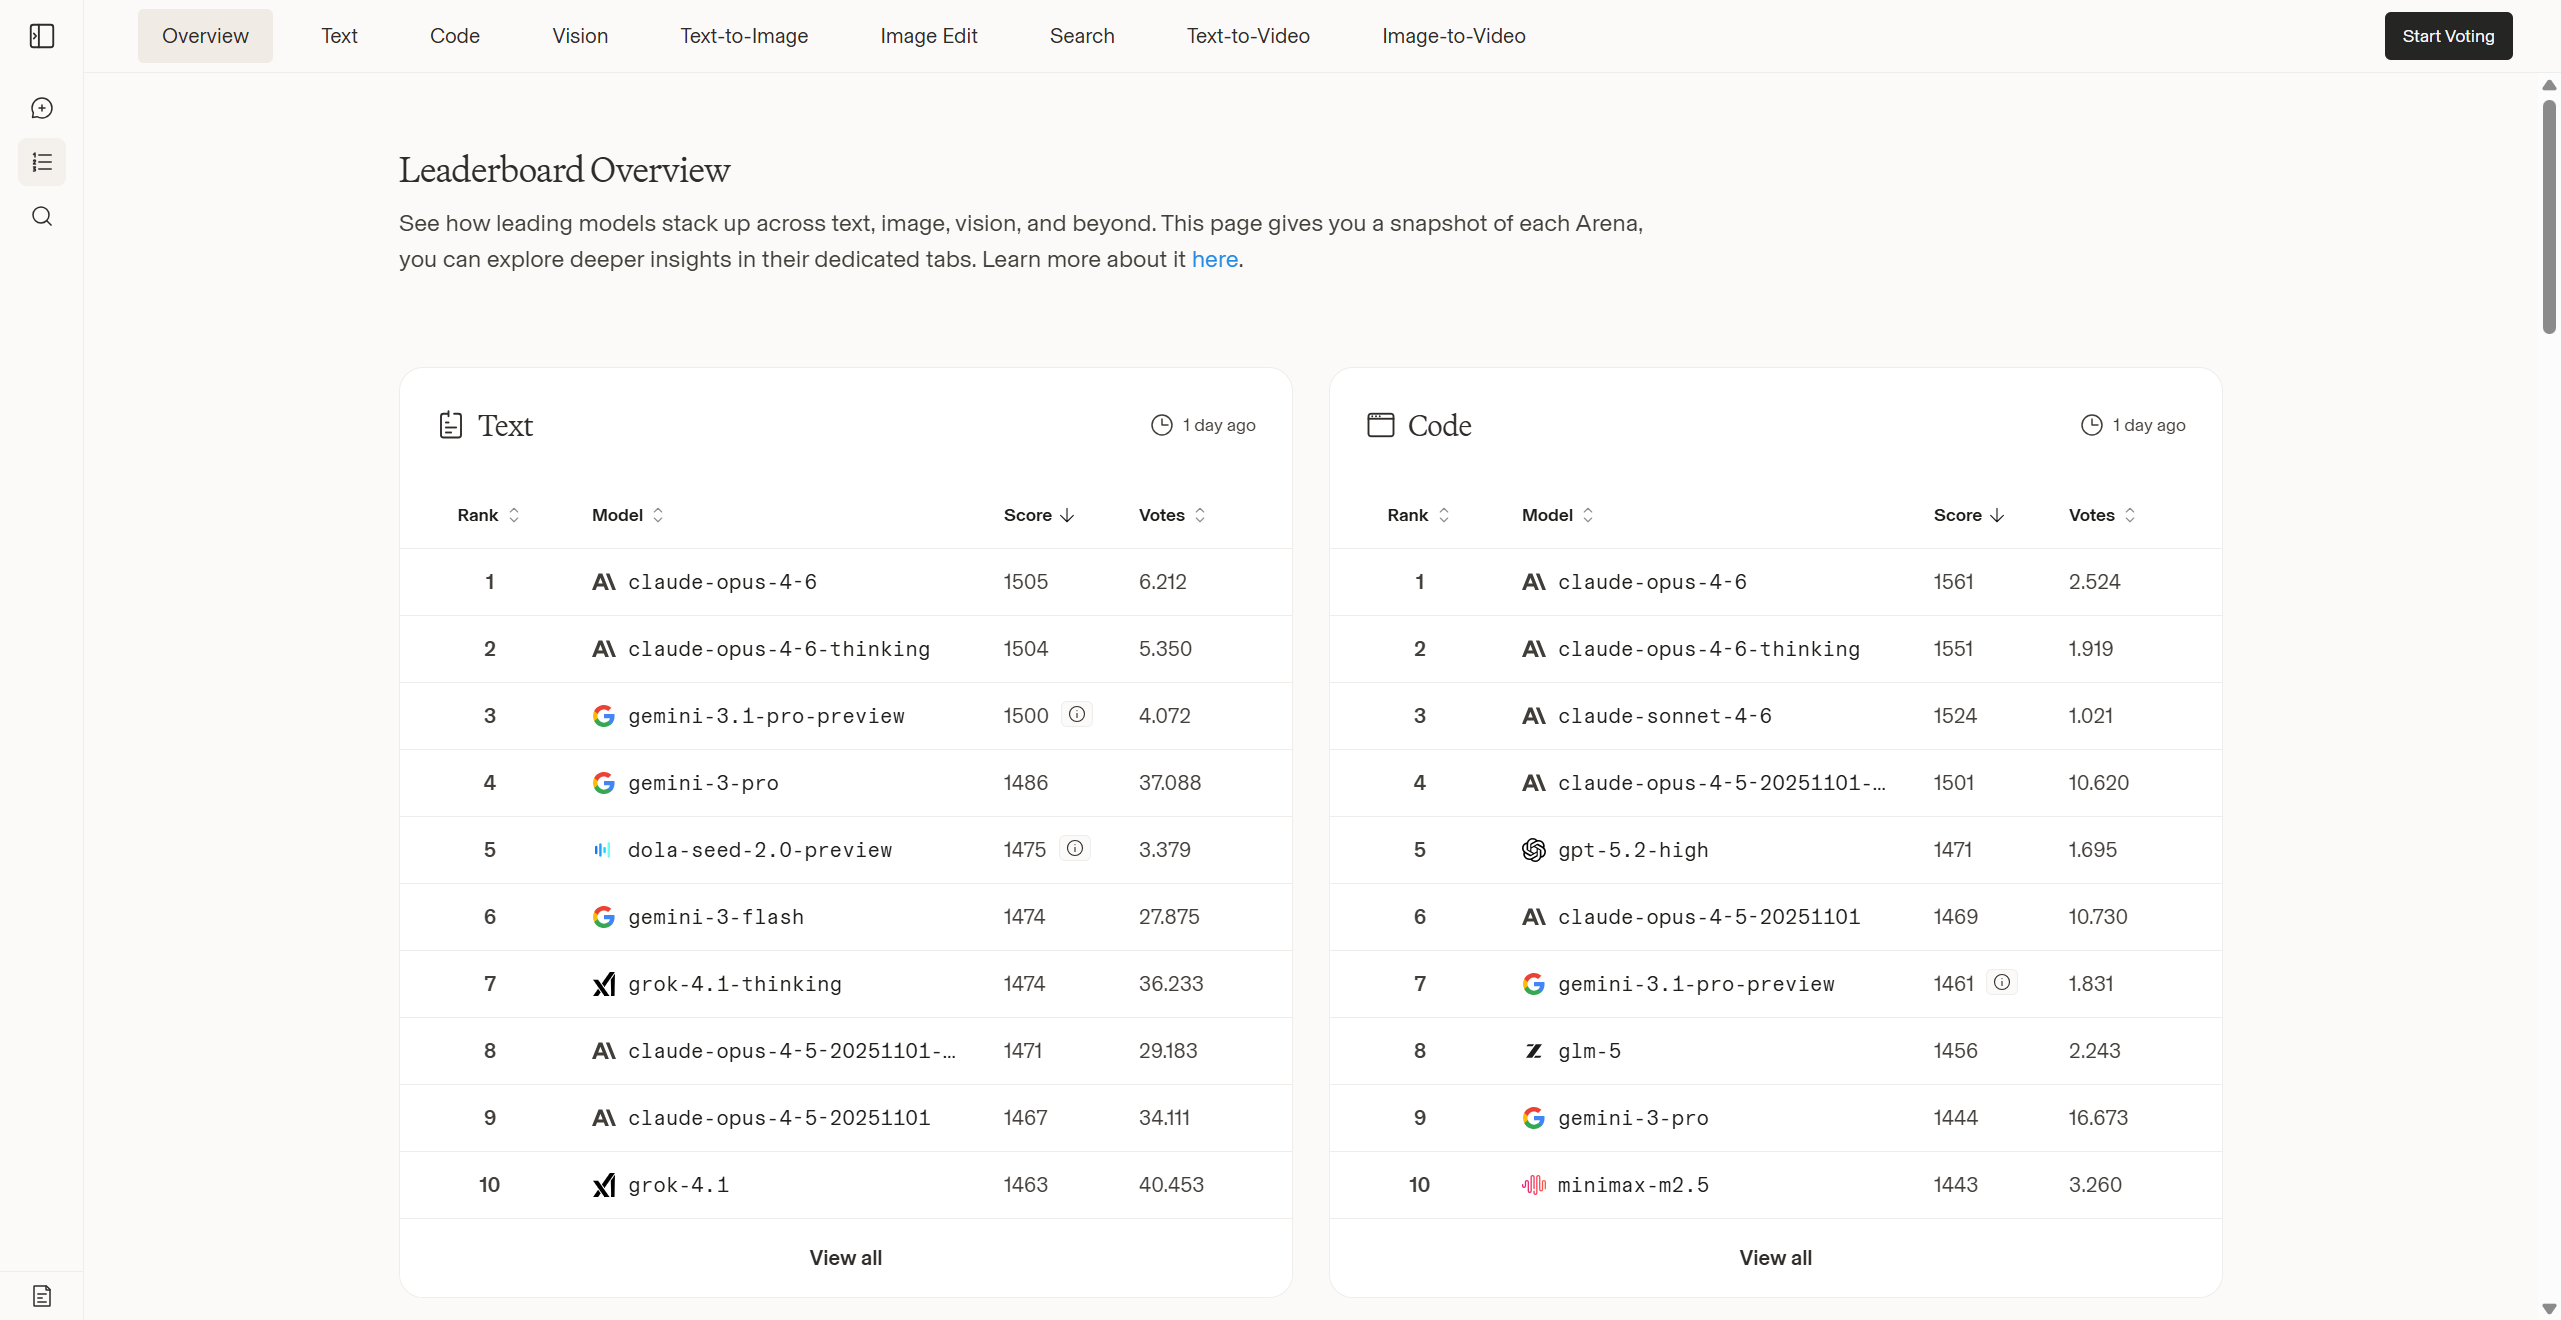 Overview Text Code Vision Text-to-Image Image Edit Search Text-to-Video Image-to-Video Start Voting
Leaderboard Overview
See how leading models stack up across text, image, vision, and beyond. This page gives you a snapshot of each Arena,
you can explore deeper insights in their dedicated tabs. Learn more about it here.
Text 1 day ago
Rank Model Score Votes
1 claude-opus-4-6 1505 6.212
2 claude-opus-4-6-thinking 1504 5.350
3 gemini-3.1-pro-preview 1500 4.072
4 gemini-3-pro 1486 37.088
5 dola-seed-2.0-preview 1475 3.379
6 gemini-3-flash 1474 27.875
7 grok-4.1-thinking 1474 36.233
8 claude-opus-4-5-20251101-… 1471 29.183
9 claude-opus-4-5-20251101 1467 34.111
10 grok-4.1 1463 40.453
View all
Code 1 day ago
Rank Model Score Votes
1 claude-opus-4-6 1561 2.524
2 claude-opus-4-6-thinking 1551 1.919
3 claude-sonnet-4-6 1524 1.021
4 claude-opus-4-5-20251101-… 1501 10.620
5 gpt-5.2-high 1471 1.695
6 claude-opus-4-5-20251101 1469 10.730
7 gemini-3.1-pro-preview 1461 1.831
8 glm-5 1456 2.243
9 gemini-3-pro 1444 16.673
10 minimax-m2.5 1443 3.260
View all